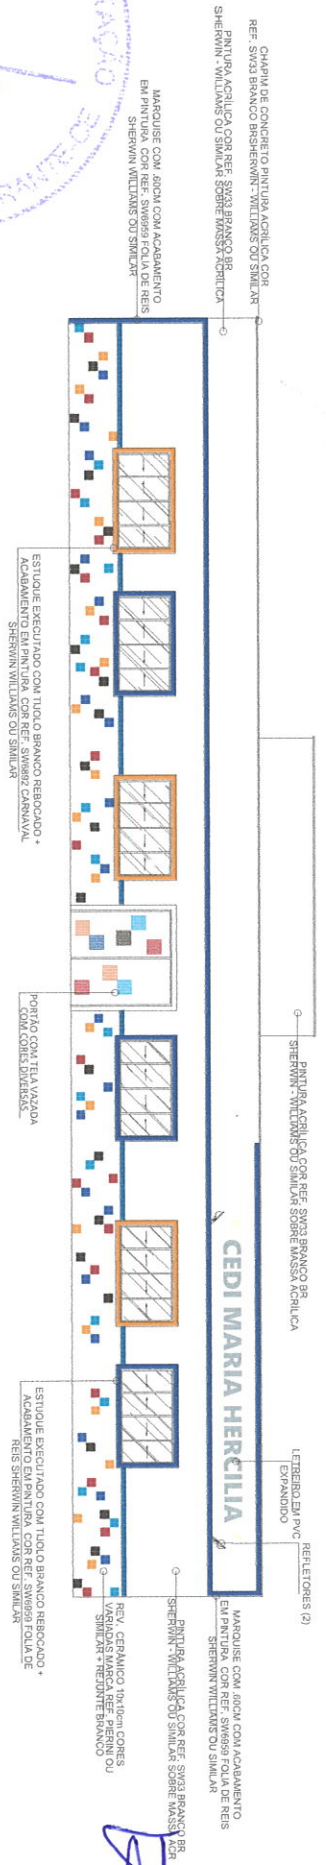 CHAPIM DE CONCRETO PINTURA ACRÍLICA COR
REF. SW33 BRANCO BRSHERWIN - WILLIAMS OU SIMILAR
PINTURA ACRÍLICA COR REF. SW33 BRANCO BR
SHERWIN - WILLIAMS OU SIMILAR SOBRE MASSA ACRÍLICA
MARQUISE COM .60CM COM ACABAMENTO
EM PINTURA COR REF. SW6959 FOLIA DE REIS
SHERWIN WILLIAMS OU SIMILAR
ESTUQUE EXECUTADO COM TIJOLO BRANCO REBOCADO +
ACABAMENTO EM PINTURA COR REF. SW6892 CARNAVAL
SHERWIN WILLIAMS OU SIMILAR
PORTÃO COM TELA VAZADA
COM CORES DIVERSAS
PINTURA ACRÍLICA COR REF. SW33 BRANCO BR
SHERWIN - WILLIAMS OU SIMILAR SOBRE MASSA ACRÍLICA
CEDI MARIA HERCILIA
REFLETORES (2)
LETREIRO EM PVC
EXPANDIDO
MARQUISE COM .60CM COM ACABAMENTO
EM PINTURA COR REF. SW6959 FOLIA DE REIS
SHERWIN WILLIAMS OU SIMILAR
PINTURA ACRÍLICA COR REF. SW33 BRANCO BR
SHERWIN - WILLIAMS OU SIMILAR SOBRE MASSA ACR
REV. CERÂMICO 10x10cm CORES
VARIADAS MARCA REF. PIERINI OU
SIMILAR + REJUNTE BRANCO
ESTUQUE EXECUTADO COM TIJOLO BRANCO REBOCADO +
ACABAMENTO EM PINTURA COR REF. SW6959 FOLIA DE
REIS SHERWIN WILLIAMS OU SIMILAR